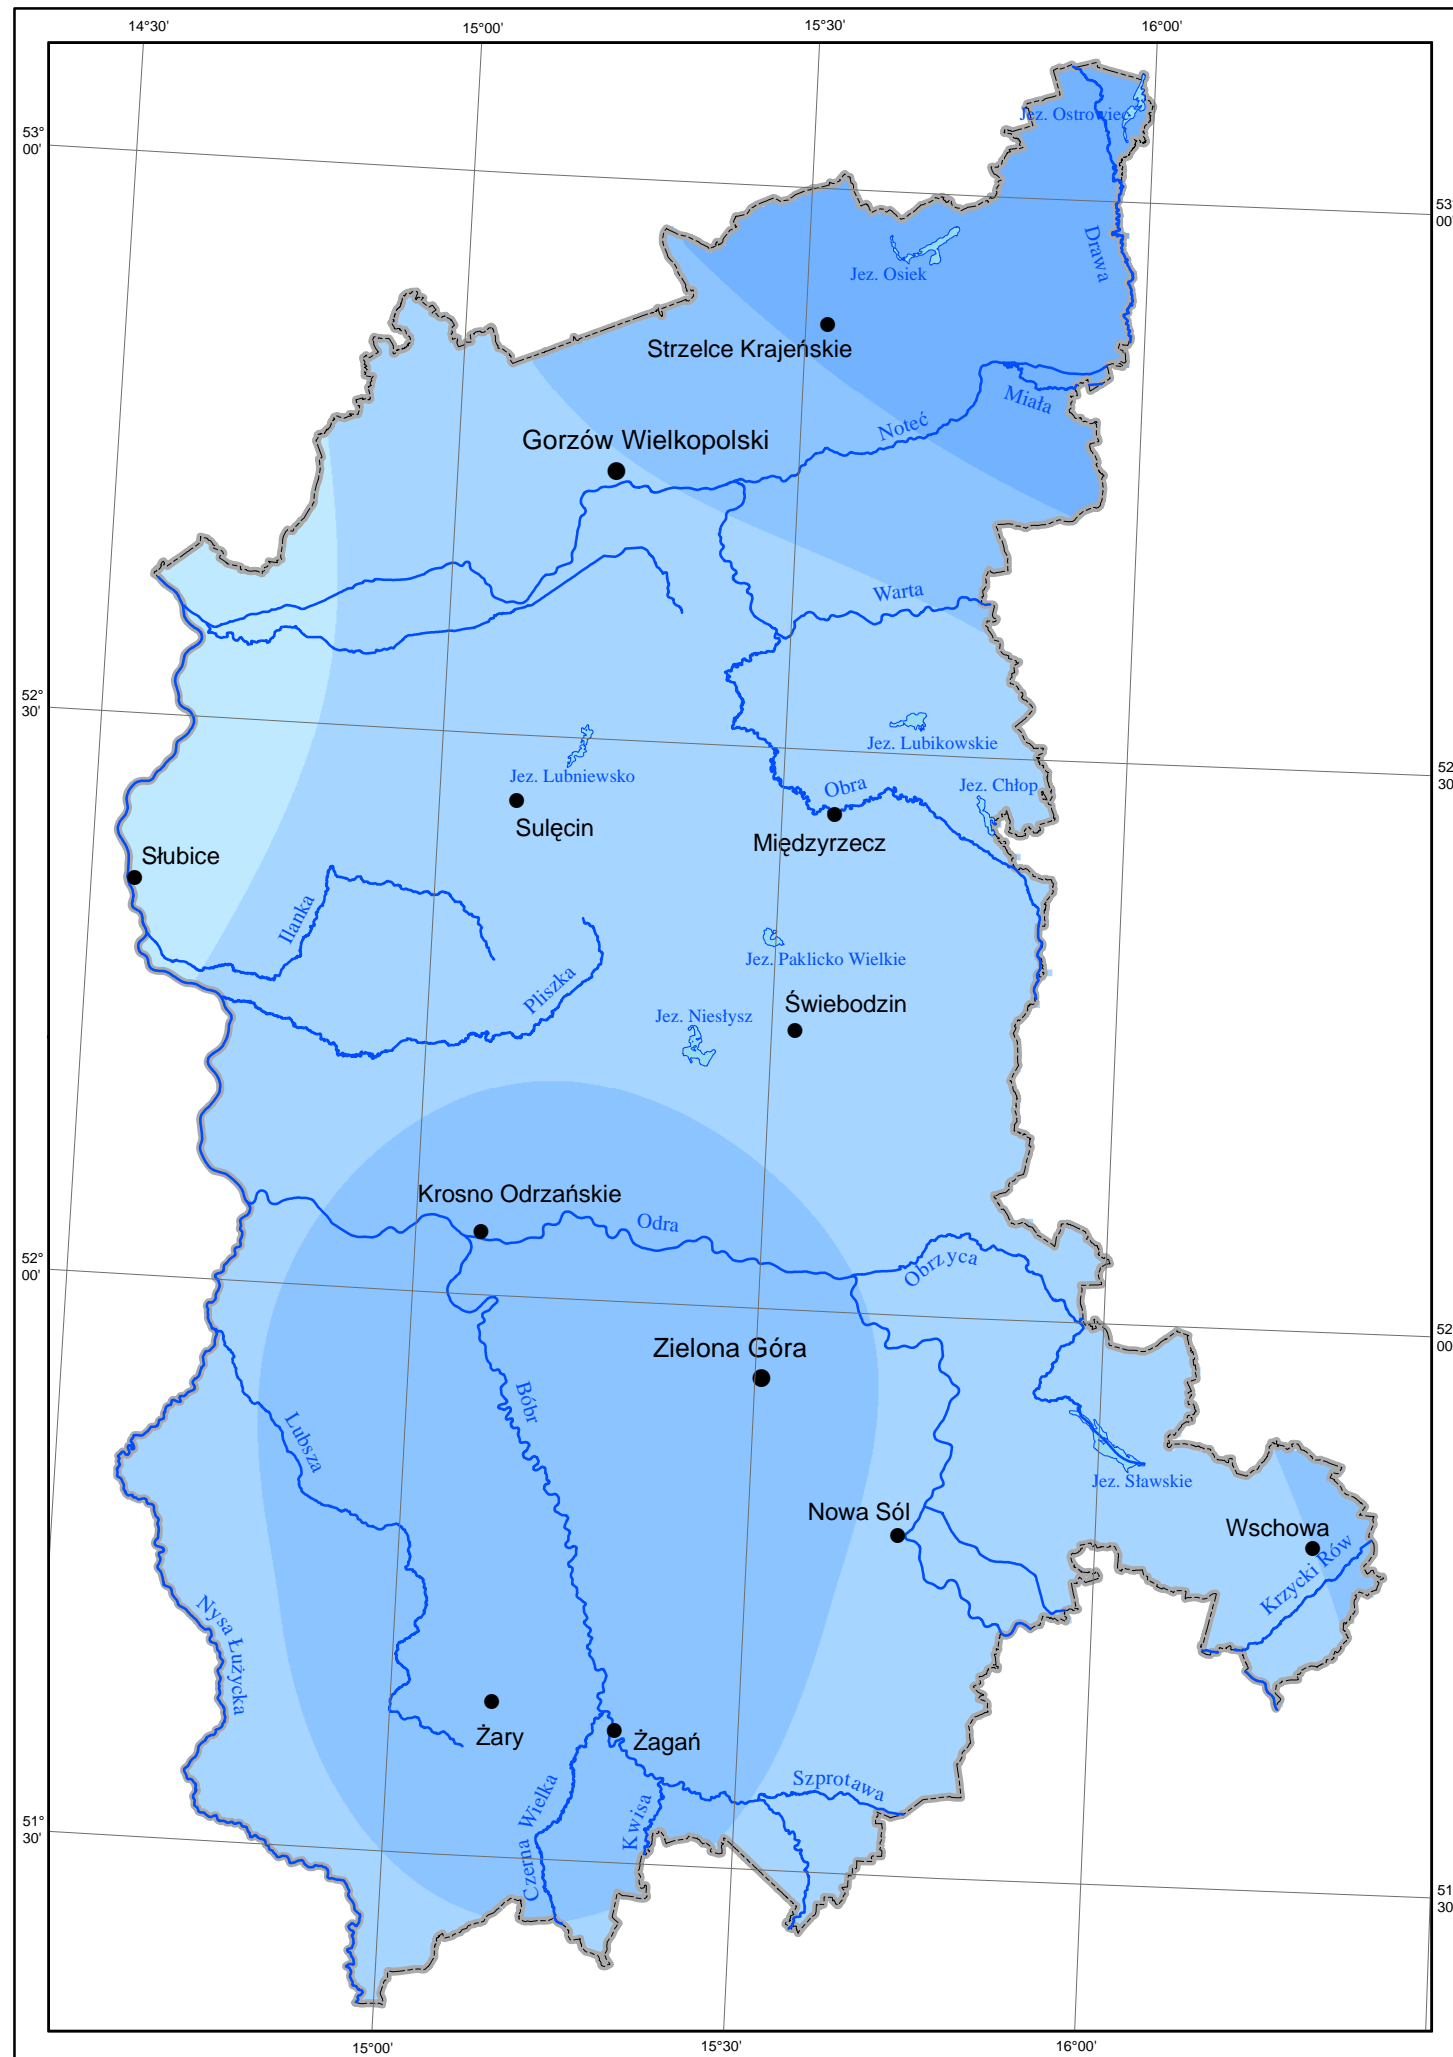 14°30'
15°00'
15°30'
16°00'
53°
00'
53°
00'
Jez. Ostrowiec
Drawa
Jez. Osiek
Strzelce Krajeńskie
Miała
Noteć
Gorzów Wielkopolski
Warta
52°
30'
52°
30'
Jez. Lubikowskie
Jez. Lubniewsko
Jez. Chłop
Obra
Sulęcin
Międzyrzecz
Słubice
Ilanka
Pliszka
Jez. Paklicko Wielkie
Świebodzin
Jez. Niesłysz
Krosno Odrzańskie
Odra
Obrzyca
52°
00'
52°
00'
Zielona Góra
Bóbr
Lubsza
Jez. Sławskie
Nowa Sól
Wschowa
Krzycki Rów
Nysa Łużycka
Żary
Żagań
Szprotawa
Czerna Wielka
Kwisa
51°
30'
51°
30'
15°00'
15°30'
16°00'